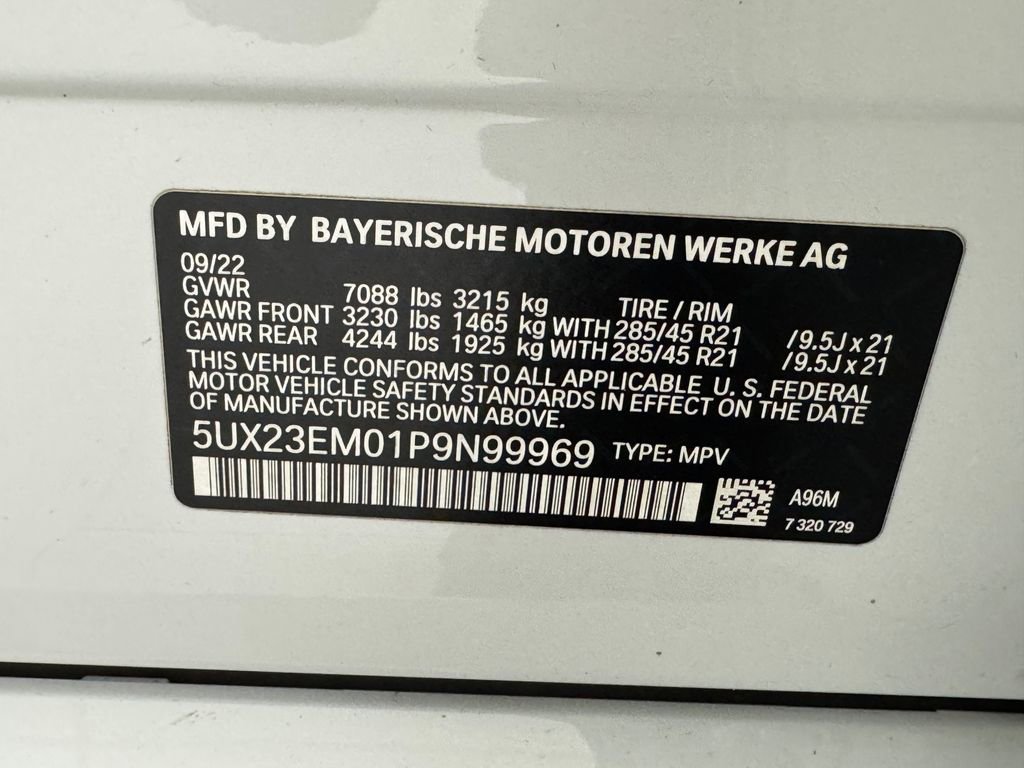 MFD BY BAYERISCHE MOTOREN WERKE AG
09/22
GVWR 7088 lbs 3215 kg TIRE / RIM
GAWR FRONT 3230 lbs 1465 kg WITH 285/45 R21 /9.5J x 21
GAWR REAR 4244 lbs 1925 kg WITH 285/45 R21 /9.5J x 21
THIS VEHICLE CONFORMS TO ALL APPLICABLE U. S. FEDERAL
MOTOR VEHICLE SAFETY STANDARDS IN EFFECT ON THE DATE
OF MANUFACTURE SHOWN ABOVE.
5UX23EM01P9N99969 TYPE: MPV
A96M
7 320 729